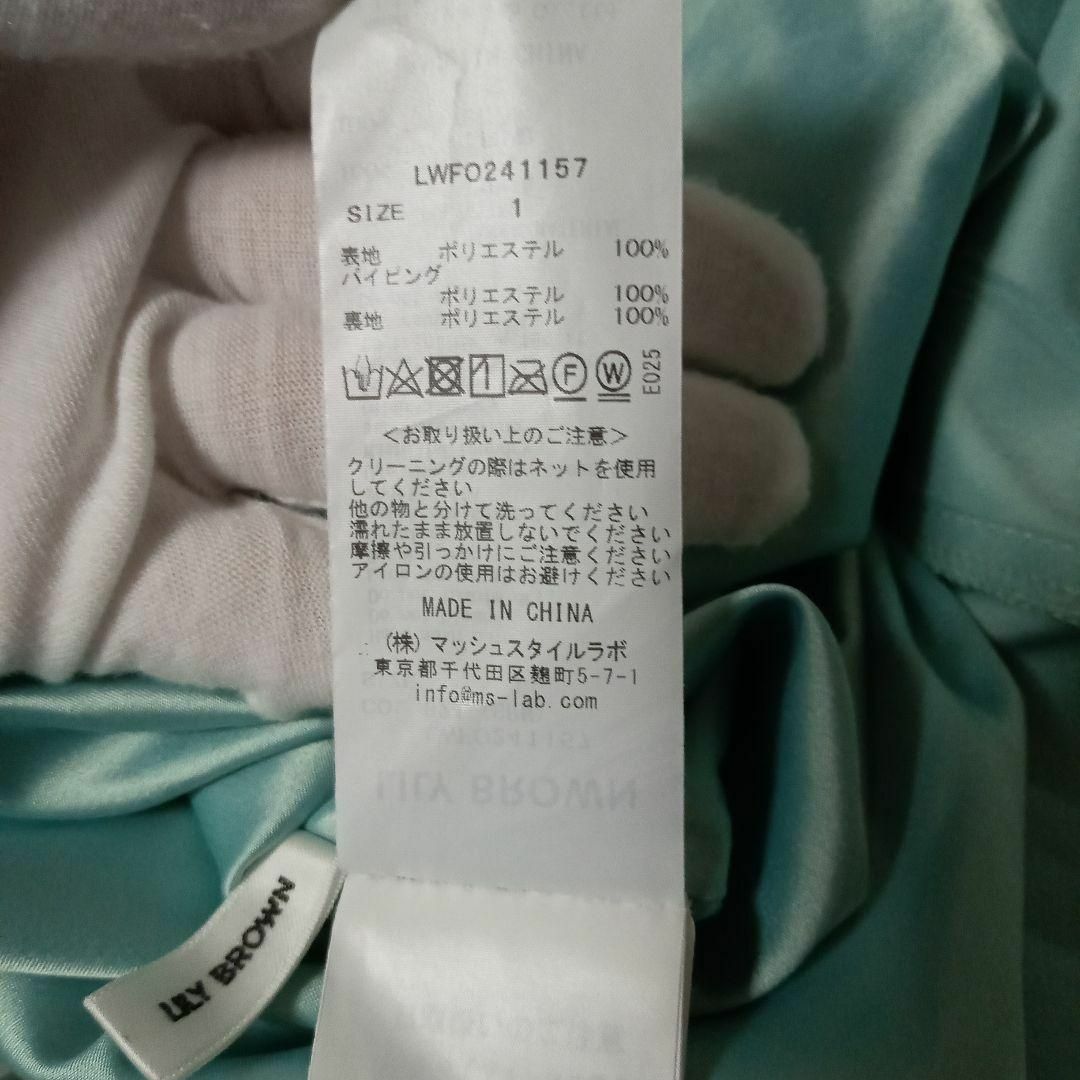 LWFO241157
SIZE 1
表地 ポリエステル 100%
パイピング
ポリエステル 100%
裏地 ポリエステル 100%
F W E025
<お取り扱い上のご注意>
クリーニングの際はネットを使用
してください
他の物と分けて洗ってください
濡れたまま放置しないでください
摩擦や引っかけにご注意ください
アイロンの使用はお避けください
MADE IN CHINA
(株)マッシュスタイルラボ
東京都千代田区麹町5-7-1
info@ms-lab.com
LILY BROWN